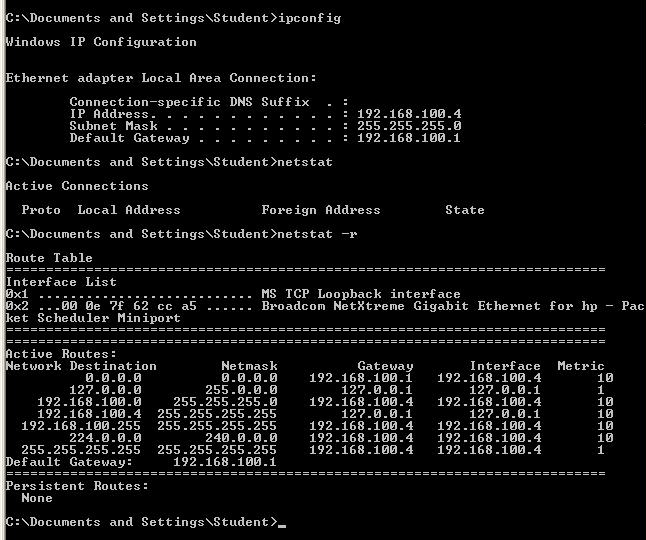 C:\Documents and Settings\Student>ipconfig
Windows IP Configuration
Ethernet adapter Local Area Connection:
Connection-specific DNS Suffix  . :
IP Address. . . . . . . . . . . . : 192.168.100.4
Subnet Mask . . . . . . . . . . . : 255.255.255.0
Default Gateway . . . . . . . . . : 192.168.100.1
C:\Documents and Settings\Student>netstat
Active Connections
Proto  Local Address          Foreign Address        State
C:\Documents and Settings\Student>netstat -r
Route Table
===========================================================================
Interface List
0x1 ........................... MS TCP Loopback interface
0x2 ...00 0e 7f 62 cc a5 ...... Broadcom NetXtreme Gigabit Ethernet for hp - Pac
ket Scheduler Miniport
===========================================================================
===========================================================================
Active Routes:
Network Destination        Netmask          Gateway       Interface  Metric
0.0.0.0          0.0.0.0    192.168.100.1   192.168.100.4       10
127.0.0.0        255.0.0.0        127.0.0.1       127.0.0.1       1
192.168.100.0    255.255.255.0    192.168.100.4   192.168.100.4       10
192.168.100.4  255.255.255.255        127.0.0.1       127.0.0.1       10
192.168.100.255  255.255.255.255    192.168.100.4   192.168.100.4       10
224.0.0.0        240.0.0.0    192.168.100.4   192.168.100.4       10
255.255.255.255  255.255.255.255    192.168.100.4   192.168.100.4       1
Default Gateway:     192.168.100.1
===========================================================================
Persistent Routes:
None
C:\Documents and Settings\Student>_